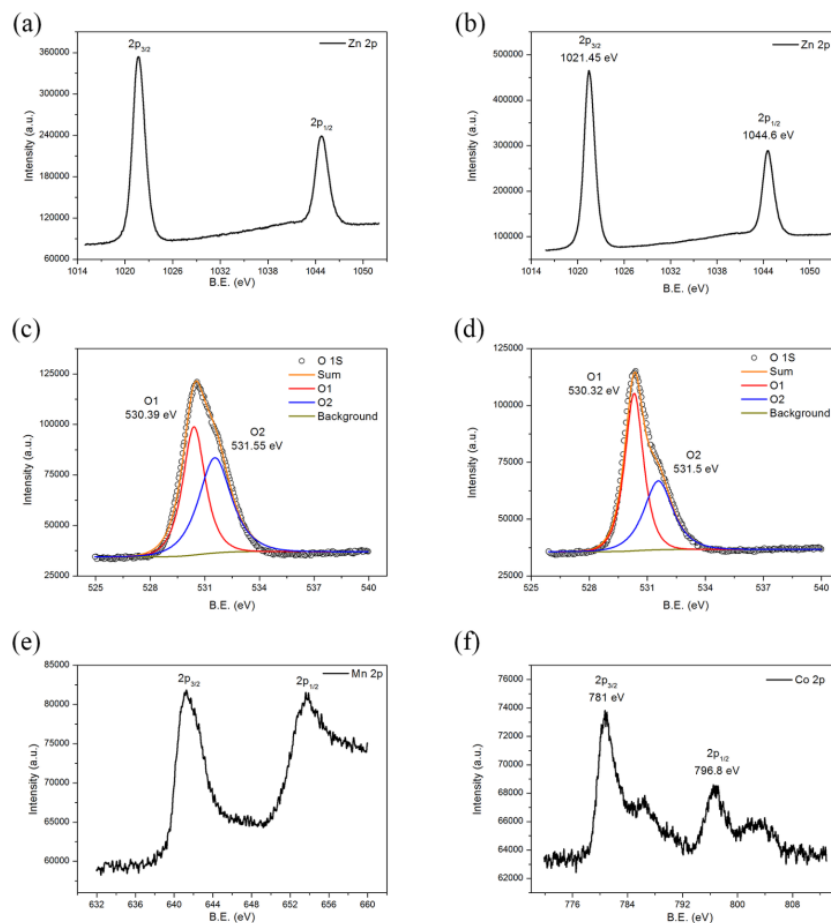 (a)
2p3/2
Zn 2p
2p1/2
Intensity (a.u.)
360000
300000
240000
180000
120000
60000
1014 1020 1026 1032 1038 1044 1050
B.E. (eV)
(b)
2p3/2
1021.45 eV
Zn 2p
2p1/2
1044.6 eV
Intensity (a.u.)
500000
400000
300000
200000
100000
1014 1020 1026 1032 1038 1044 1050
B.E. (eV)
(c)
O 1S
Sum
O1
O2
Background
O1
530.39 eV
O2
531.55 eV
Intensity (a.u.)
125000
100000
75000
50000
25000
525 528 531 534 537 540
B.E. (eV)
(d)
O 1S
Sum
O1
O2
Background
O1
530.32 eV
O2
531.5 eV
Intensity (a.u.)
125000
100000
75000
50000
25000
525 528 531 534 537 540
B.E. (eV)
(e)
2p3/2
2p1/2
Mn 2p
Intensity (a.u.)
85000
80000
75000
70000
65000
60000
632 636 640 644 648 652 656 660
B.E. (eV)
(f)
2p3/2
781 eV
Co 2p
2p1/2
796.8 eV
Intensity (a.u.)
76000
74000
72000
70000
68000
66000
64000
62000
776 784 792 800 808
B.E. (eV)